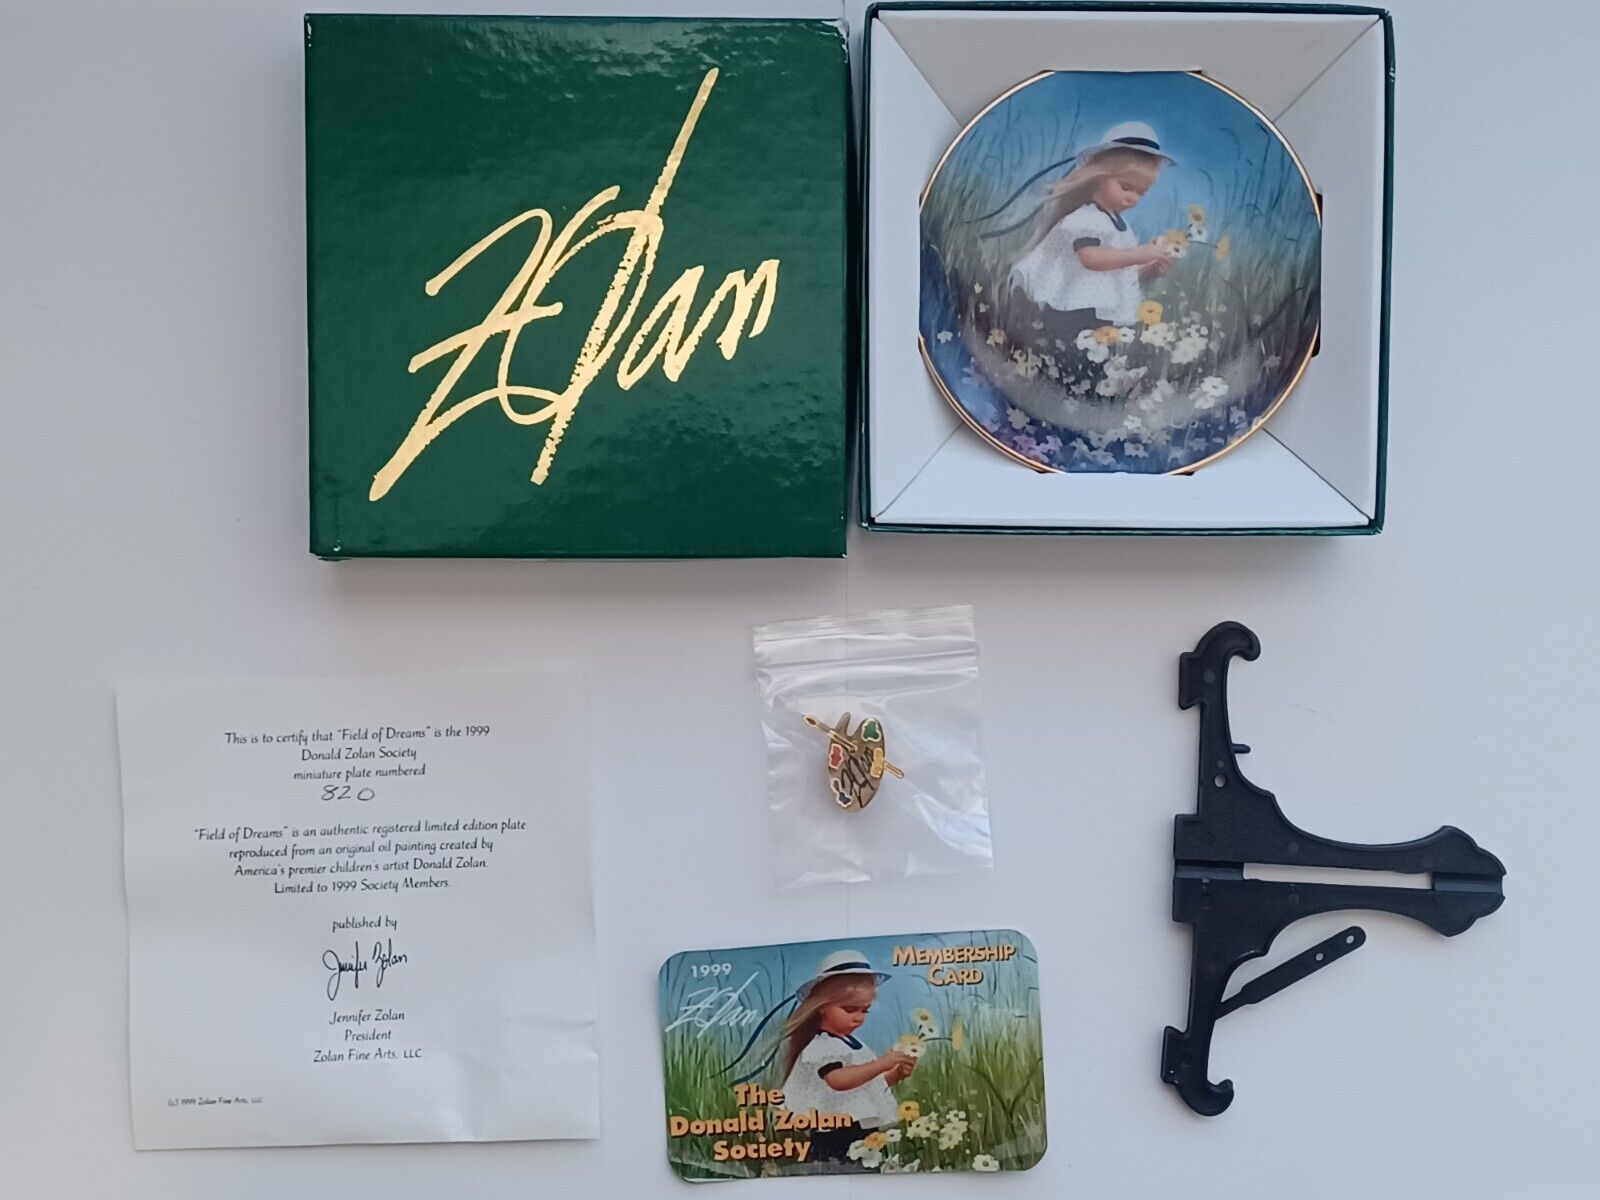 Zolan
This is to certify that "Field of Dreams" is the 1999
Donald Zolan Society
miniature plate numbered
820
"Field of Dreams" is an authentic registered limited edition plate
reproduced from an original oil painting created by
America's premier children's artist Donald Zolan.
Limited to 1999 Society Members.
published by
Jennifer Zolan
Jennifer Zolan
President
Zolan Fine Arts, LLC
(c) 1999 Zolan Fine Arts, LLC
Zolan
1999
Zolan
MEMBERSHIP
CARD
The
Donald Zolan
Society